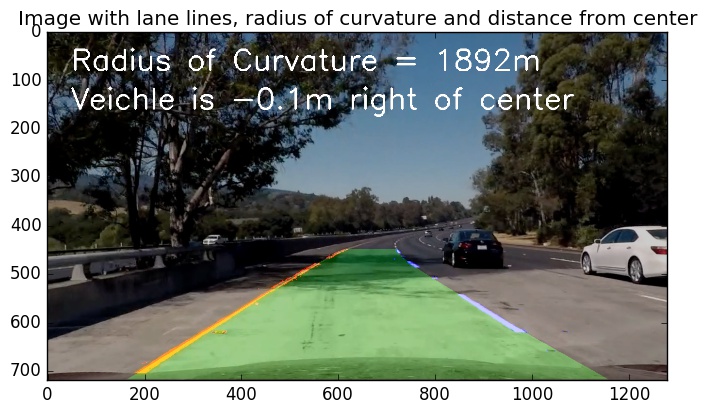 Image with lane lines, radius of curvature and distance from center
Radius of Curvature = 1892m
Veichle is -0.1m right of center
0
100
200
300
400
500
600
700
0 200 400 600 800 1000 1200